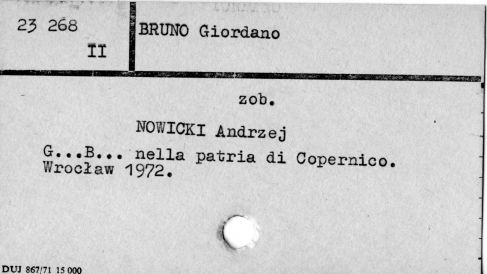 23 268
II
BRUNO Giordano
zob.
NOWICKI Andrzej
G...B... nella patria di Copernico.
Wrocław 1972.
DUJ 867/71 15 000